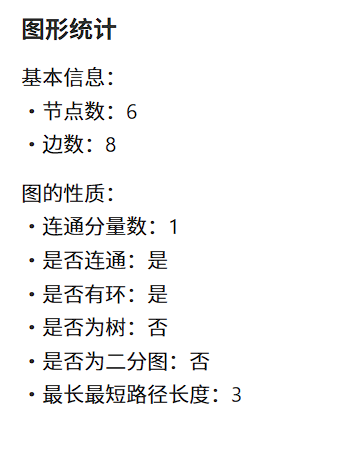 图形统计
基本信息：
• 节点数：6
• 边数：8
图的性质：
• 连通分量数：1
• 是否连通：是
• 是否有环：是
• 是否为树：否
• 是否为二分图：否
• 最长最短路径长度：3